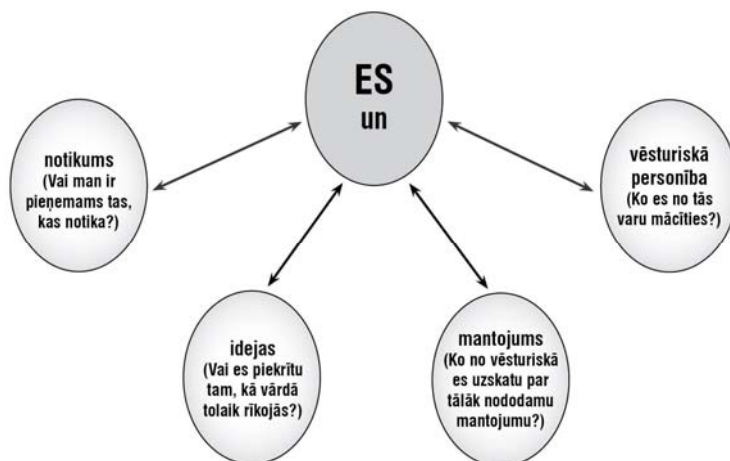 ES
un
notikums
(Vai man ir
pieņemams tas,
kas notika?)
vēsturiskā
personība
(Ko es no tās
varu mācīties?)
idejas
(Vai es piekrītu
tam, kā vārdā
tolaik rīkojās?)
mantojums
(Ko no vēsturiskā
es uzskatu par
tālāk nododamu
mantojumu?)